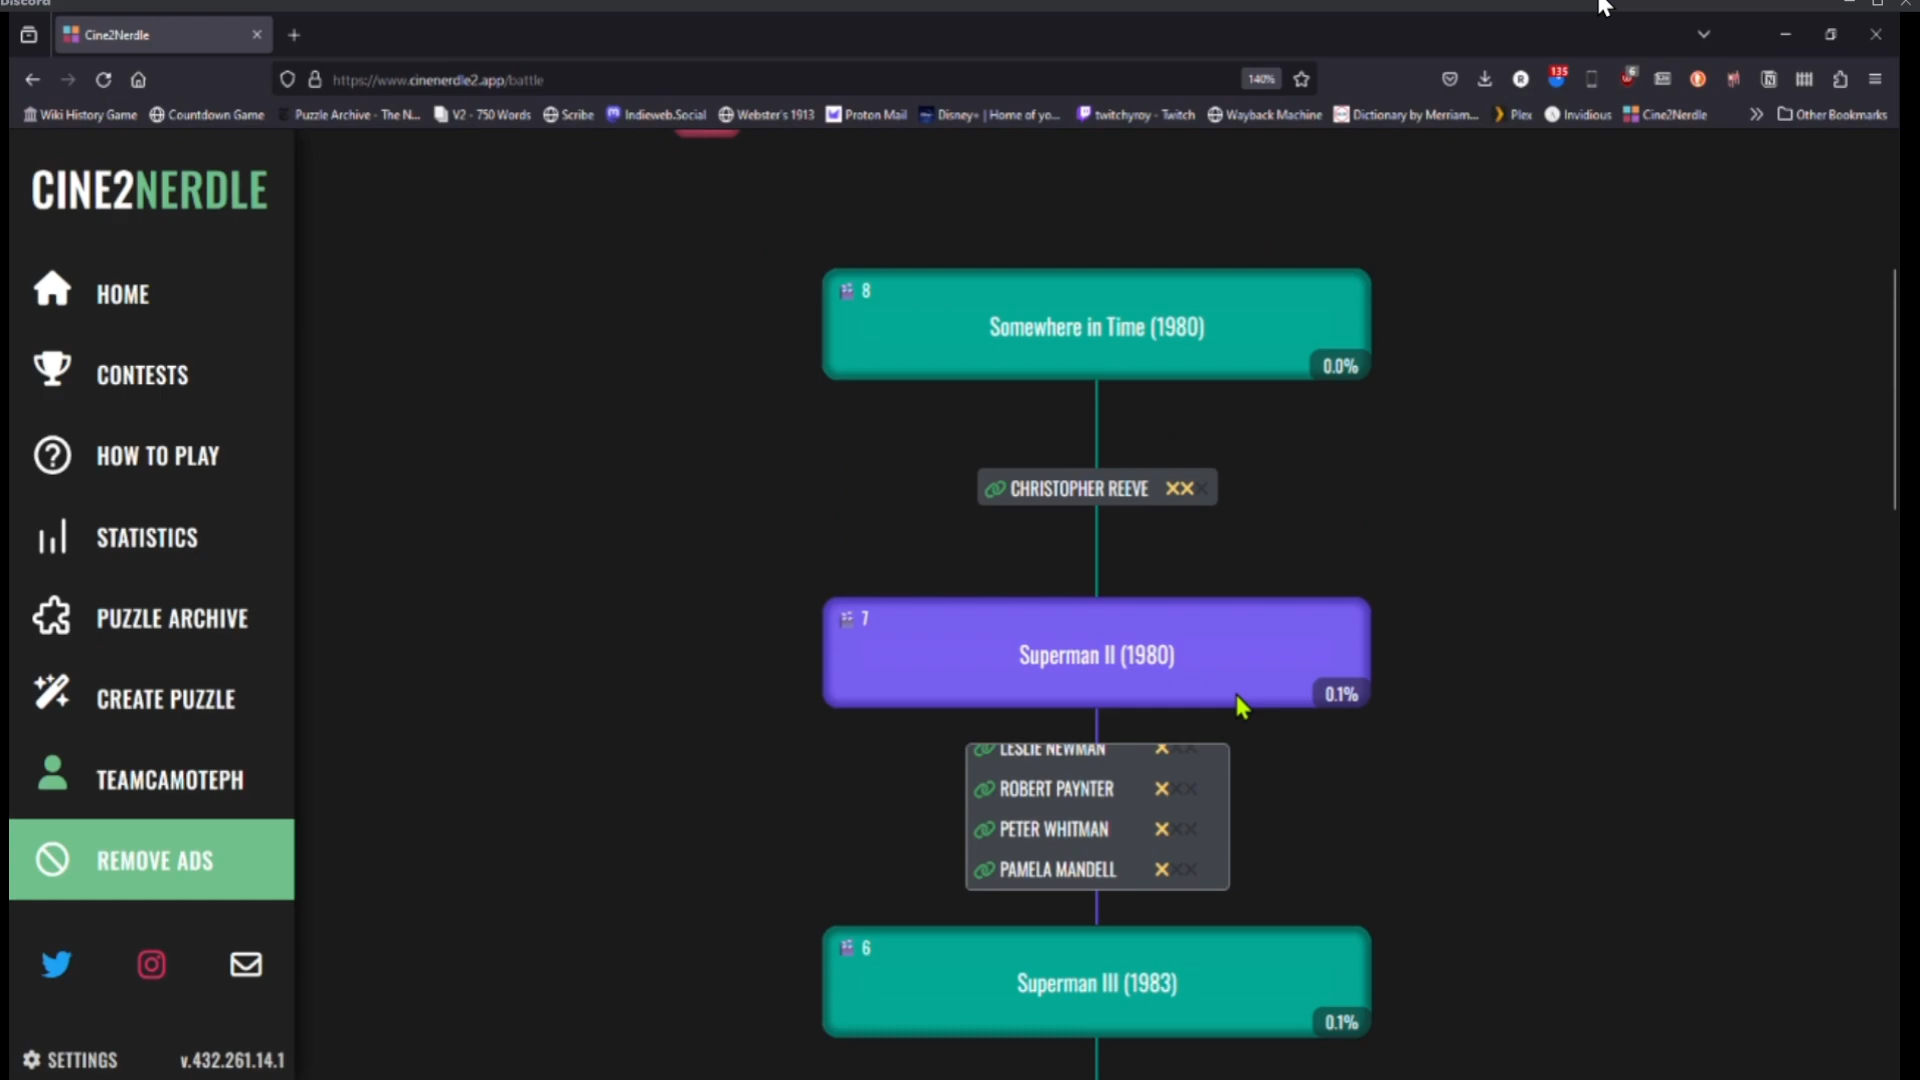 Discord
Cine2Nerdle
https://www.cinenerdle2.app/battle
140%
135
6
Wiki History Game
Countdown Game
Puzzle Archive - The N...
V2 - 750 Words
Scribe
Indieweb.Social
Webster's 1913
Proton Mail
Disney+ | Home of yo...
twitchyroy - Twitch
Wayback Machine
Dictionary by Merriam...
Plex
Invidious
Cine2Nerdle
Other Bookmarks
CINE2NERDLE
HOME
CONTESTS
HOW TO PLAY
STATISTICS
PUZZLE ARCHIVE
CREATE PUZZLE
TEAMCAMOTEPH
REMOVE ADS
SETTINGS
v.432.261.14.1
8
Somewhere in Time (1980)
0.0%
CHRISTOPHER REEVE
7
Superman II (1980)
0.1%
LESLIE NEWMAN
ROBERT PAYNTER
PETER WHITMAN
PAMELA MANDELL
6
Superman III (1983)
0.1%